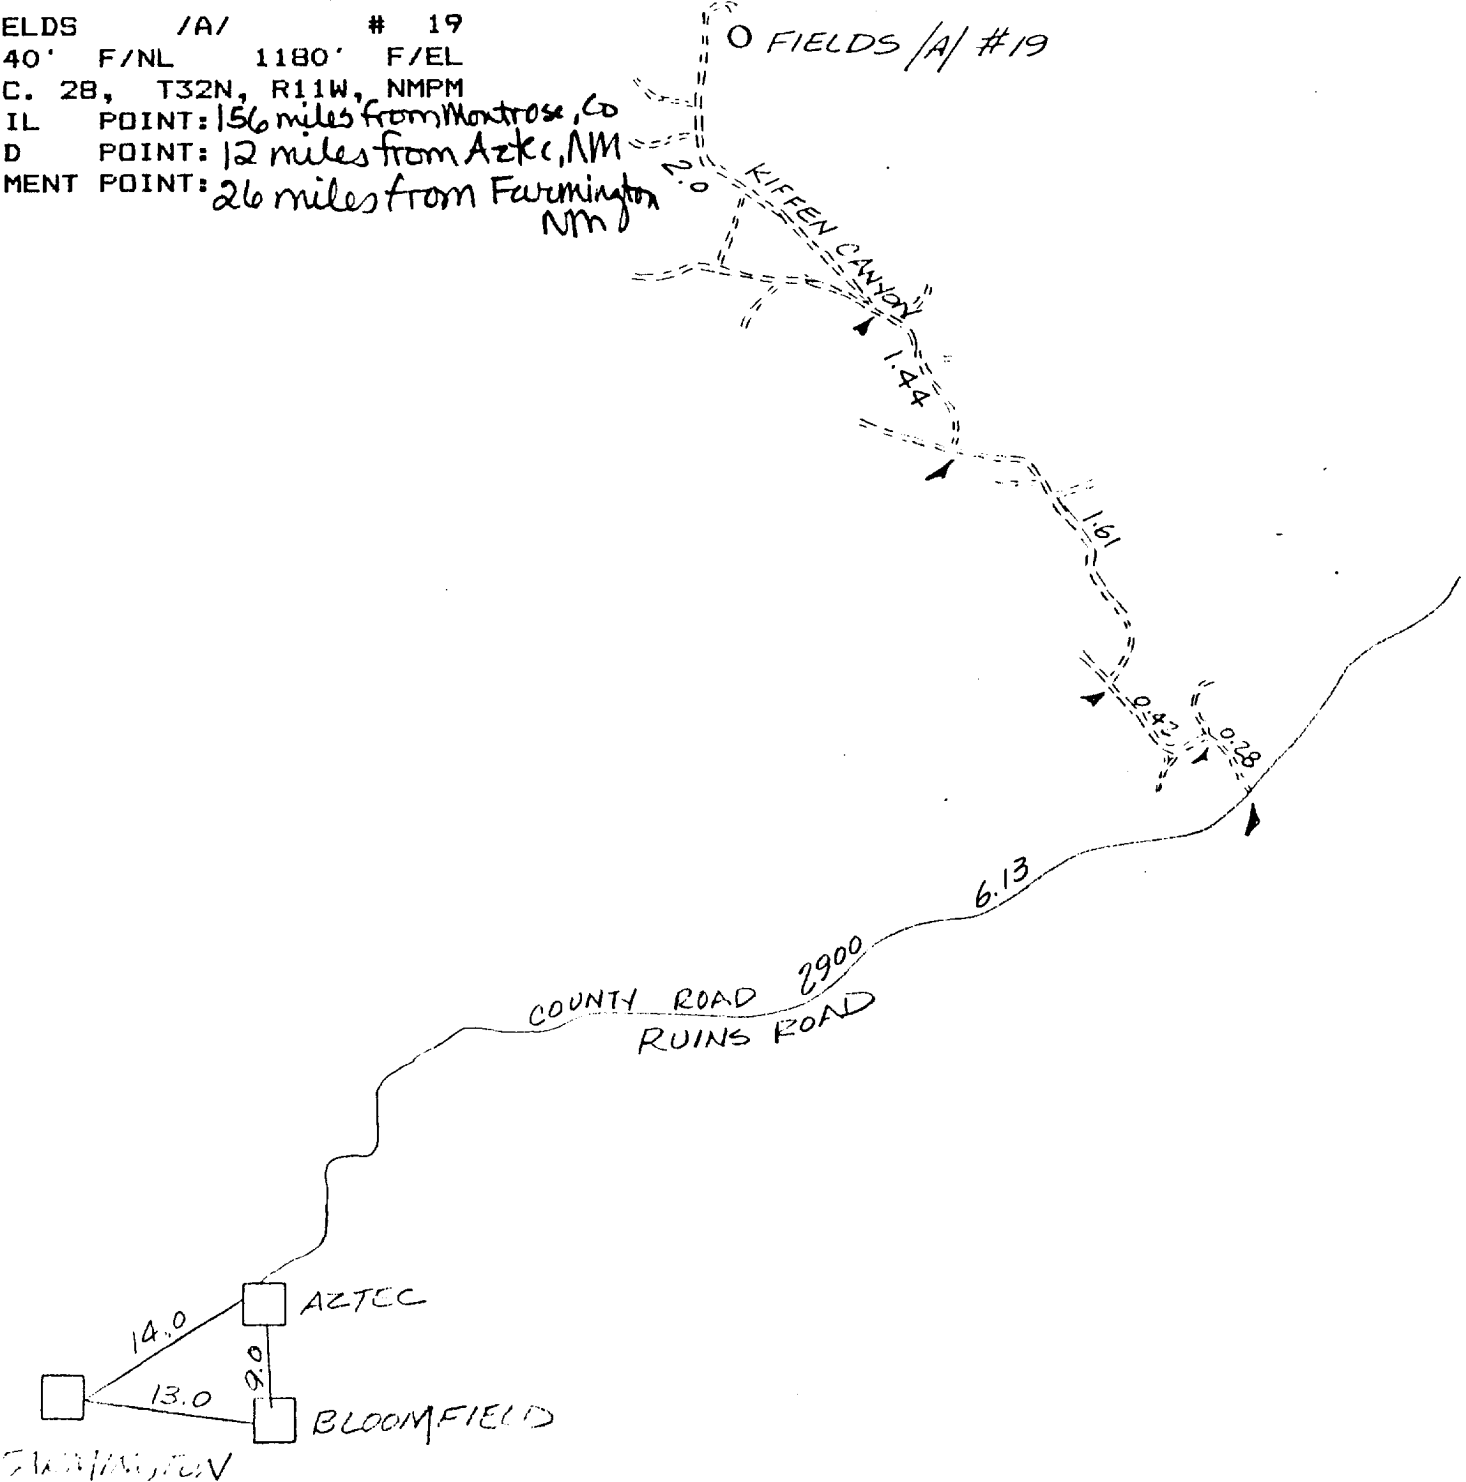 ELDS /A/ # 19
40' F/NL 1180' F/EL
C. 28, T32N, R11W, NMPM
IL POINT: 156 miles from Montrose, Co
D POINT: 12 miles from Aztec, NM
MENT POINT: 26 miles from Farmington
NM
FIELDS /A/ #19
2.0
KIFFEN CANYON
1.44
1.61
0.42
0.28
6.13
COUNTY ROAD 2900
RUINS ROAD
AZTEC
14.0
9.0
13.0
BLOOMFIELD
FARMINGTON